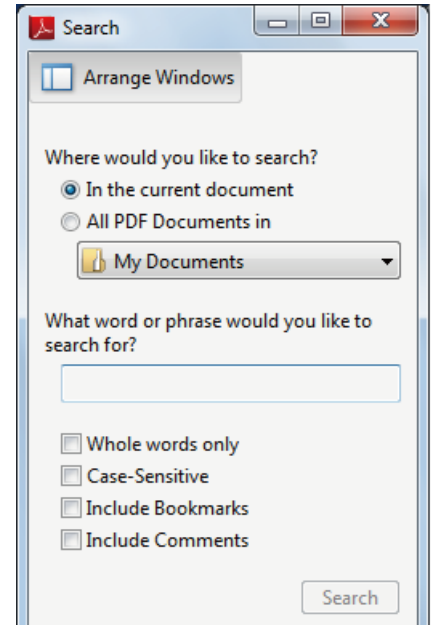 Search
Arrange Windows
Where would you like to search?
In the current document
All PDF Documents in
My Documents
What word or phrase would you like to
search for?
Whole words only
Case-Sensitive
Include Bookmarks
Include Comments
Search